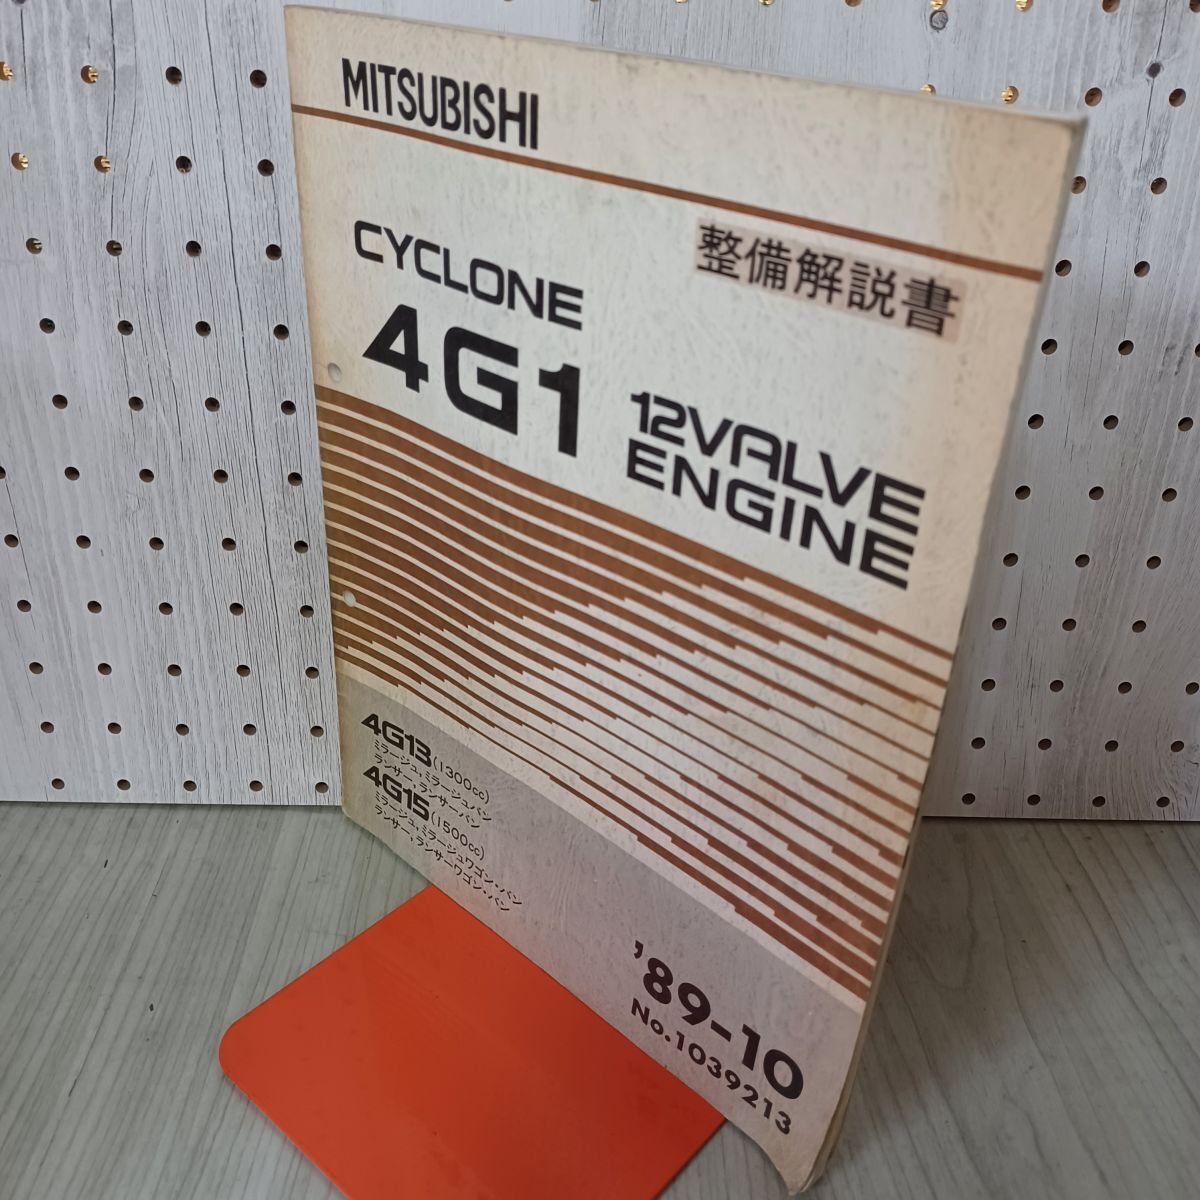 MITSUBISHI
整備解説書
CYCLONE
4G1
12VALVE
ENGINE
4G13(1300cc)
ミラージュ,ミラージュバン
ランサー,ランサーバン
4G15(1500cc)
ミラージュ,ミラージュワゴン・バン
ランサー,ランサーワゴン・バン
'89-10
No.1039213